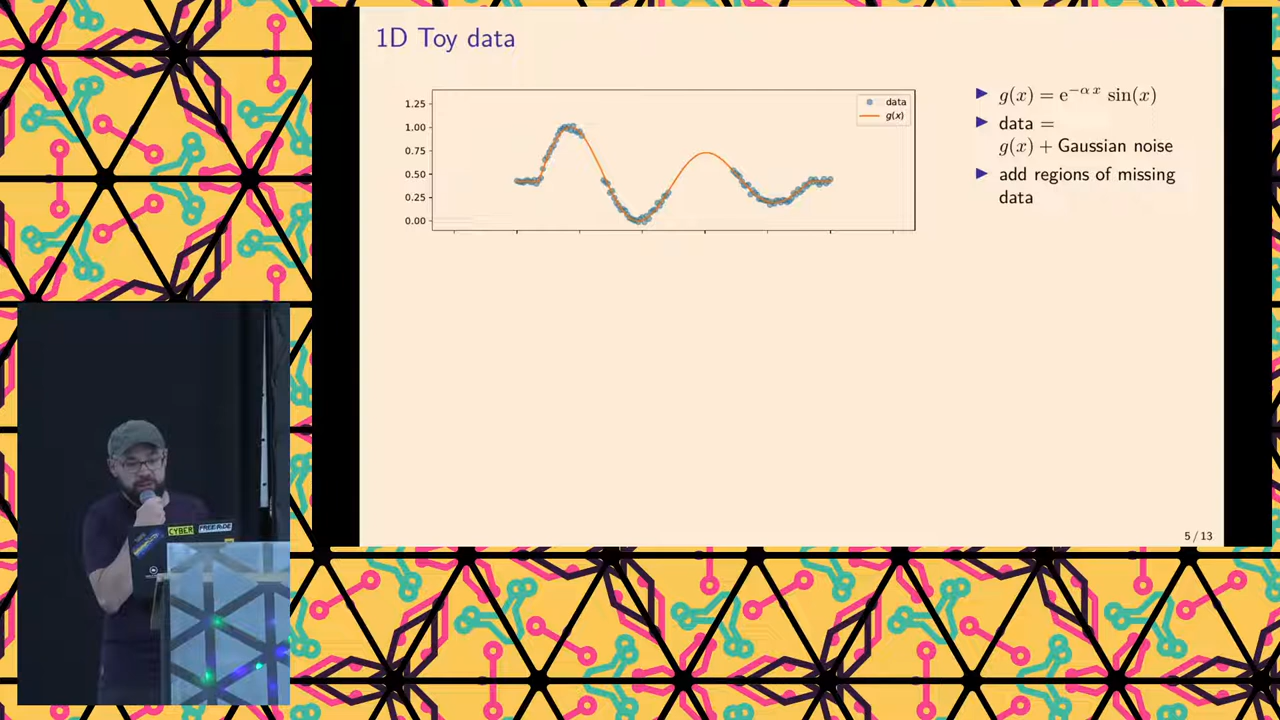 1D Toy data
1.25
1.00
0.75
0.50
0.25
0.00
data
g(x)
g(x) = e^{−α x} sin(x)
data =
g(x) + Gaussian noise
add regions of missing
data
5 / 13
CYBER